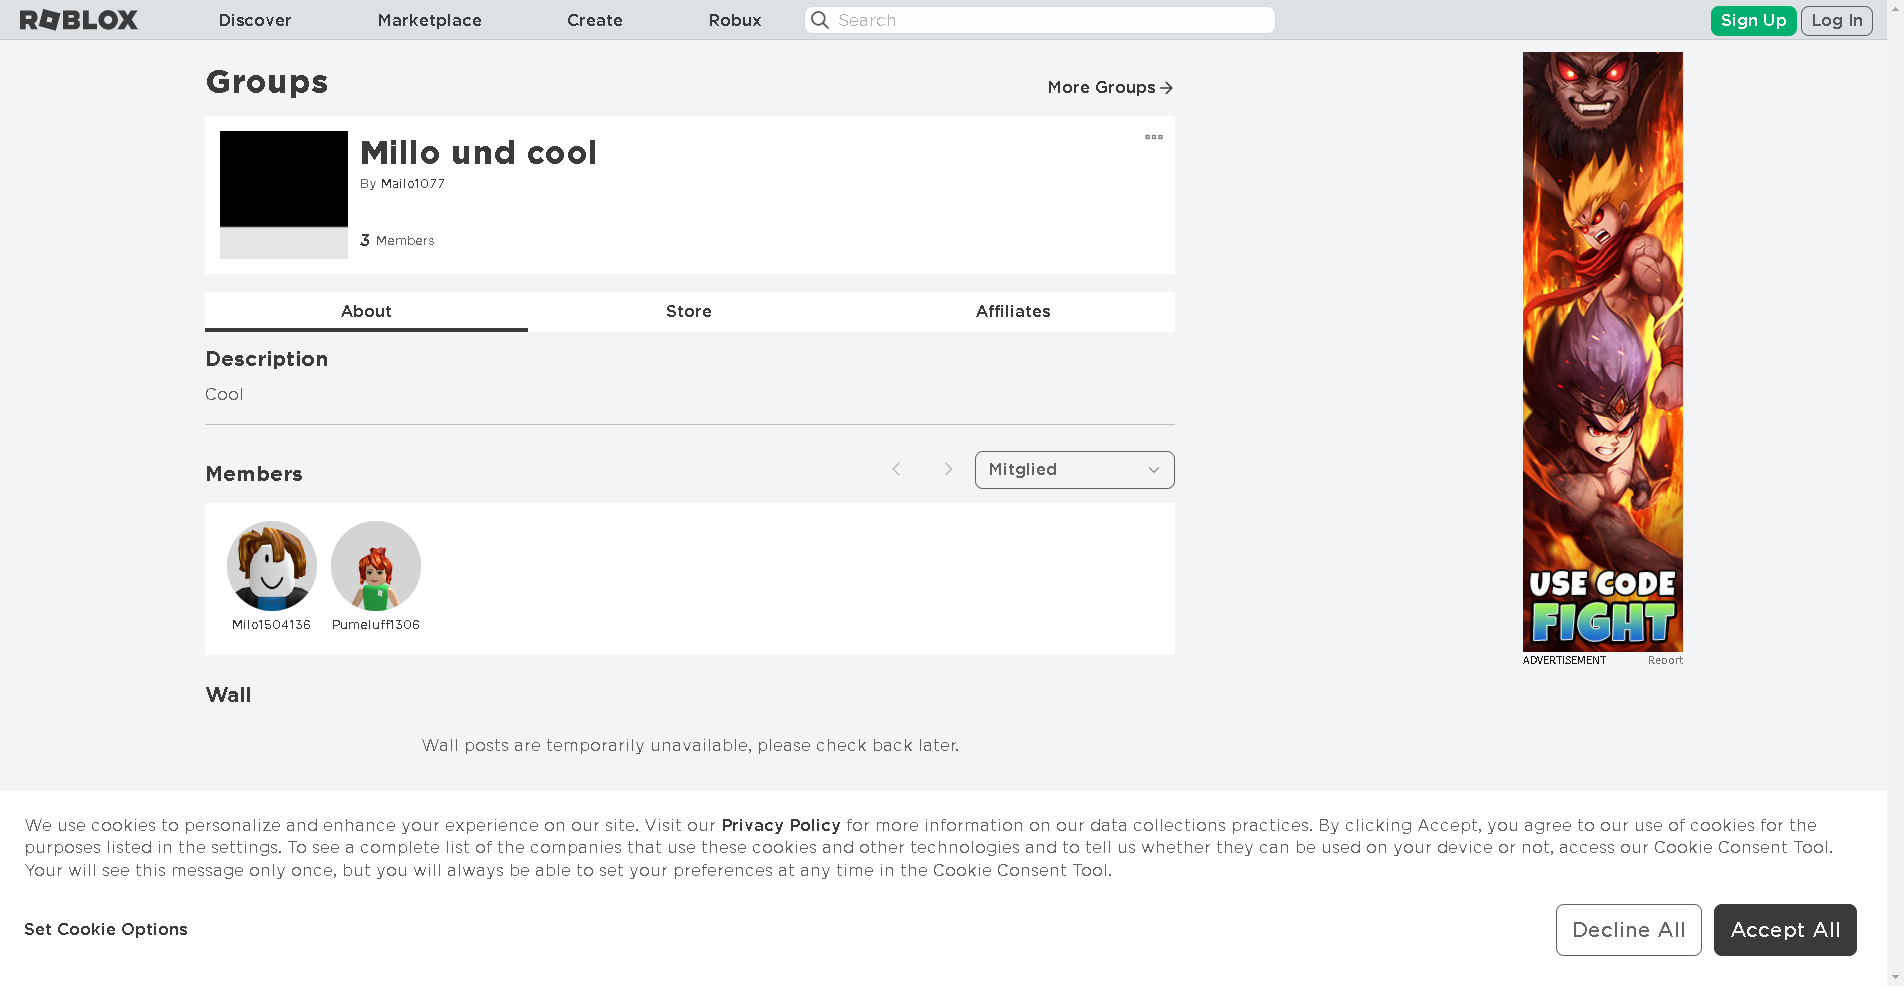 ROBLOX Discover Marketplace Create Robux Search Sign Up Log In
Groups
More Groups
Millo und cool
By Mailo1077
3 Members
About Store Affiliates
Description
Cool
Members
Mitglied
Milo1504136 Pumeluff1306
Wall
Wall posts are temporarily unavailable, please check back later.
USE CODE
FIGHT
ADVERTISEMENT Report
We use cookies to personalize and enhance your experience on our site. Visit our Privacy Policy for more information on our data collections practices. By clicking Accept, you agree to our use of cookies for the
purposes listed in the settings. To see a complete list of the companies that use these cookies and other technologies and to tell us whether they can be used on your device or not, access our Cookie Consent Tool.
Your will see this message only once, but you will always be able to set your preferences at any time in the Cookie Consent Tool.
Set Cookie Options
Decline All Accept All